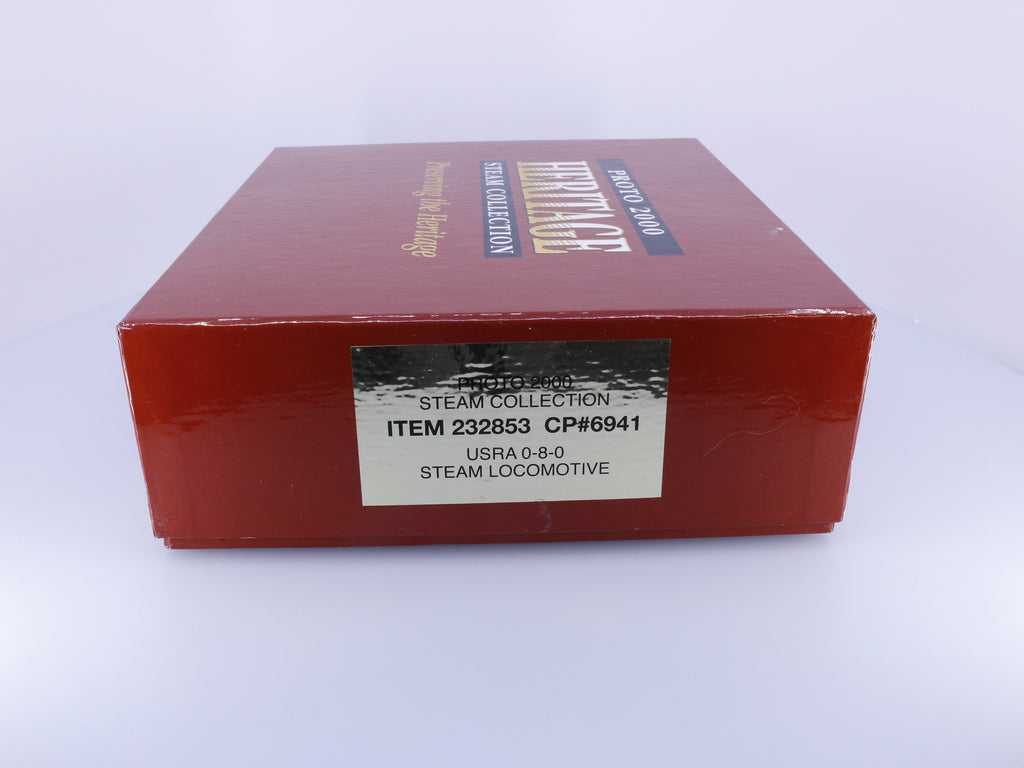 PROTO 2000
HERITAGE
STEAM COLLECTION
Preserving the Heritage
PROTO 2000
STEAM COLLECTION
ITEM 232853 CP#6941
USRA 0-8-0
STEAM LOCOMOTIVE